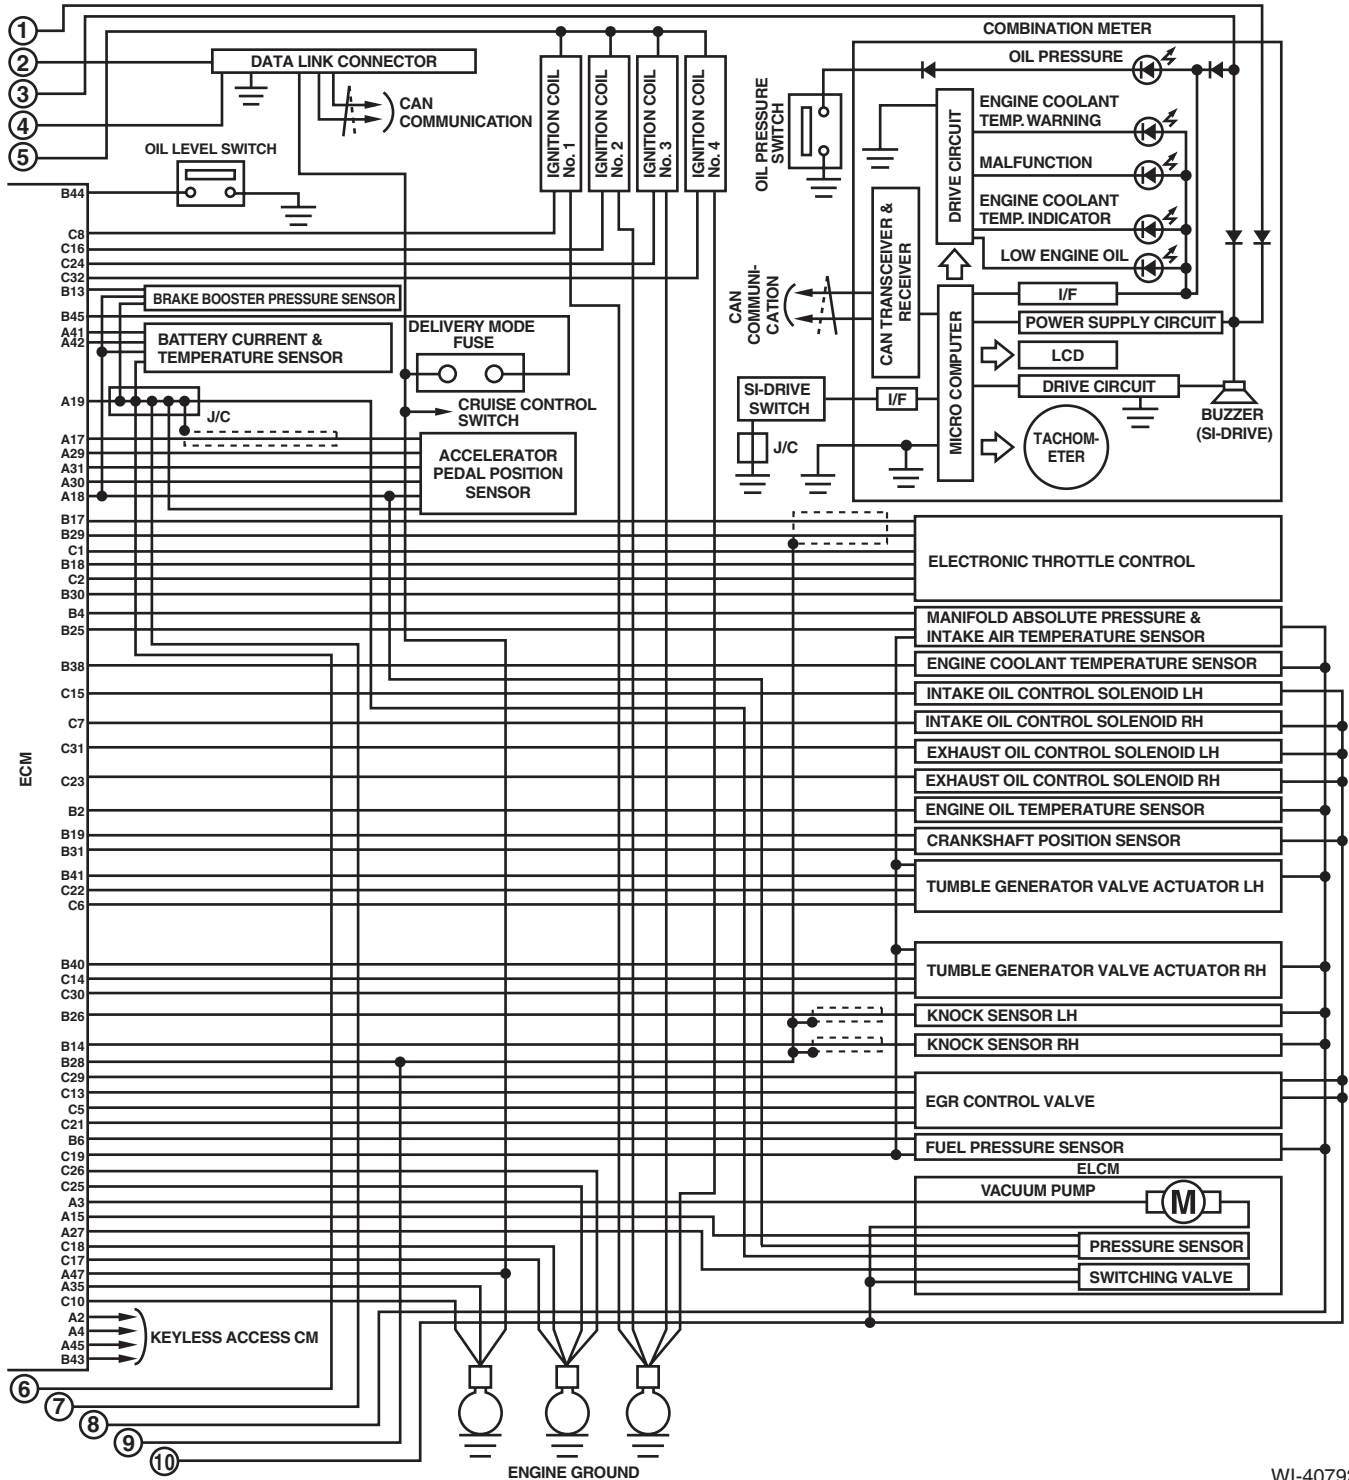 1
2
3
4
5
DATA LINK CONNECTOR
CAN
COMMUNICATION
OIL LEVEL SWITCH
IGNITION COIL
No. 1
IGNITION COIL
No. 2
IGNITION COIL
No. 3
IGNITION COIL
No. 4
COMBINATION METER
OIL PRESSURE
OIL PRESSURE
SWITCH
DRIVE CIRCUIT
ENGINE COOLANT
TEMP. WARNING
MALFUNCTION
ENGINE COOLANT
TEMP. INDICATOR
LOW ENGINE OIL
CAN TRANSCEIVER &
RECEIVER
CAN
COMMUNI-
CATION
MICRO COMPUTER
I/F
POWER SUPPLY CIRCUIT
LCD
DRIVE CIRCUIT
BUZZER
(SI-DRIVE)
TACHOM-
ETER
SI-DRIVE
SWITCH
I/F
J/C
ECM
B44
C8
C16
C24
C32
B13
BRAKE BOOSTER PRESSURE SENSOR
B45
A41
A42
BATTERY CURRENT &
TEMPERATURE SENSOR
DELIVERY MODE
FUSE
A19
J/C
CRUISE CONTROL
SWITCH
A17
A29
A31
A30
A18
ACCELERATOR
PEDAL POSITION
SENSOR
B17
B29
C1
B18
C2
B30
ELECTRONIC THROTTLE CONTROL
B4
B25
MANIFOLD ABSOLUTE PRESSURE &
INTAKE AIR TEMPERATURE SENSOR
B38
ENGINE COOLANT TEMPERATURE SENSOR
C15
INTAKE OIL CONTROL SOLENOID LH
C7
INTAKE OIL CONTROL SOLENOID RH
C31
EXHAUST OIL CONTROL SOLENOID LH
C23
EXHAUST OIL CONTROL SOLENOID RH
B2
ENGINE OIL TEMPERATURE SENSOR
B19
B31
CRANKSHAFT POSITION SENSOR
B41
C22
C6
TUMBLE GENERATOR VALVE ACTUATOR LH
B40
C14
C30
TUMBLE GENERATOR VALVE ACTUATOR RH
B26
KNOCK SENSOR LH
B14
KNOCK SENSOR RH
B28
C29
C13
C5
C21
EGR CONTROL VALVE
B6
C19
FUEL PRESSURE SENSOR
C26
C25
A3
A15
A27
C18
C17
A47
A35
C10
ELCM
VACUUM PUMP
M
PRESSURE SENSOR
SWITCHING VALVE
A2
A4
A45
B43
KEYLESS ACCESS CM
6
7
8
9
10
ENGINE GROUND